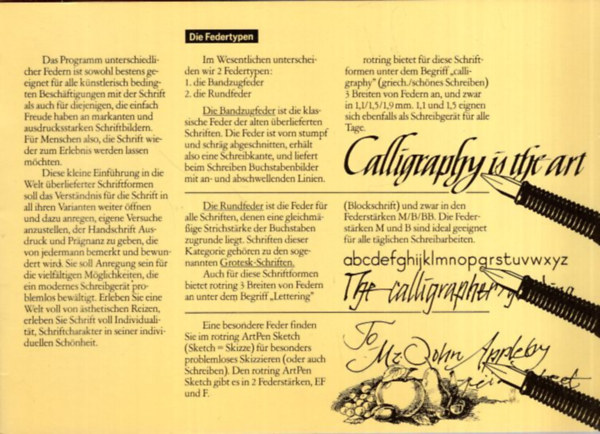 Die Federtypen
Das Programm unterschiedli-
cher Federn ist sowohl bestens ge-
eignet für alle künstlerisch beding-
ten Beschäftigungen mit der Schrift
als auch für diejenigen, die einfach
Freude haben an markanten und
ausdrucksstarken Schriftbildern.
Für Menschen also, die Schrift wie-
der zum Erlebnis werden lassen
möchten.
Diese kleine Einführung in die
Welt überlieferter Schriftformen
soll das Verständnis für die Schrift in
all ihren Varianten weiter öffnen
und dazu anregen, eigene Versuche
anzustellen, der Handschrift Aus-
druck und Prägnanz zu geben, die
von jedermann bemerkt und bewun-
dert wird. Sie soll Anregung sein für
die vielfältigen Möglichkeiten, die
ein modernes Schreibgerät pro-
blemlos bewältigt. Erleben Sie eine
Welt voll von ästhetischen Reizen,
erleben Sie Schrift voll Individuali-
tät, Schriftcharakter in seiner indivi-
duellen Schönheit.
Im Wesentlichen unterschei-
den wir 2 Federtypen:
1. die Bandzugfeder
2. die Rundfeder
Die Bandzugfeder ist die klas-
sische Feder der alten überlieferten
Schriften. Die Feder ist vorn stumpf
und schräg abgeschnitten, erhält
also eine Schreibkante, und liefert
beim Schreiben Buchstabenbilder
mit an- und abschwellenden Linien.
Die Rundfeder ist die Feder für
alle Schriften, denen eine gleichmä-
ßige Strichstärke der Buchstaben
zugrunde liegt. Schriften dieser
Kategorie gehören zu den soge-
nannten Grotesk-Schriften.
Auch für diese Schriftformen
bietet rotring 3 Breiten von Federn
an unter dem Begriff „Lettering"
Eine besondere Feder finden
Sie im rotring ArtPen Sketch
(Sketch = Skizze) für besonders
problemloses Skizzieren (oder auch
Schreiben). Den rotring ArtPen
Sketch gibt es in 2 Federstärken, EF
und F.
rotring bietet für diese Schrift-
formen unter dem Begriff „calli-
graphy" (griech./schönes Schreiben)
3 Breiten von Federn an, und zwar
in 1,1/1,5/1,9 mm. 1,1 und 1,5 eignen
sich ebenfalls als Schreibgerät für alle
Tage.
Calligraphy is the art
(Blockschrift) und zwar in den
Federstärken M/B/BB. Die Feder-
stärken M und B sind ideal geeignet
für alle täglichen Schreibarbeiten.
abcdefghijklmnopqrstuvwxyz
The calligrapher
To
Mr John Appleby